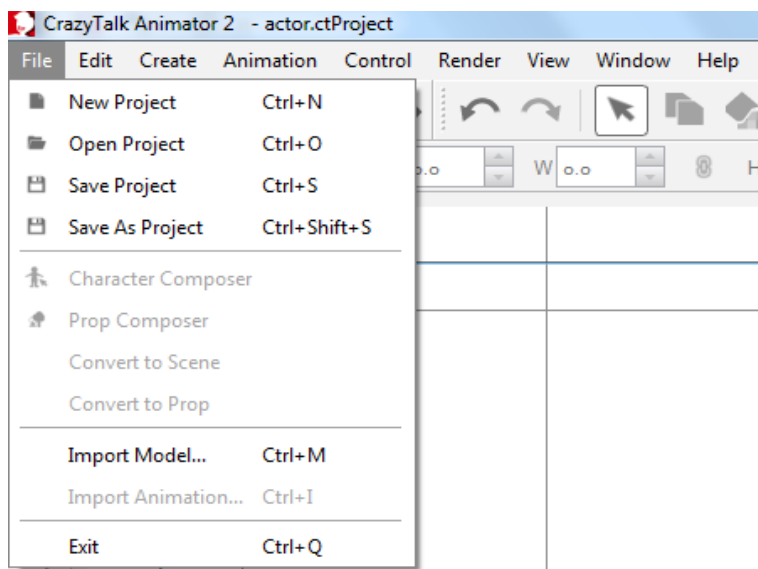 CrazyTalk Animator 2 - actor.ctProject
File Edit Create Animation Control Render View Window Help
New Project Ctrl+N
Open Project Ctrl+O
W 0.0 H
Save Project Ctrl+S
Save As Project Ctrl+Shift+S
Character Composer
Prop Composer
Convert to Scene
Convert to Prop
Import Model... Ctrl+M
Import Animation... Ctrl+I
Exit Ctrl+Q